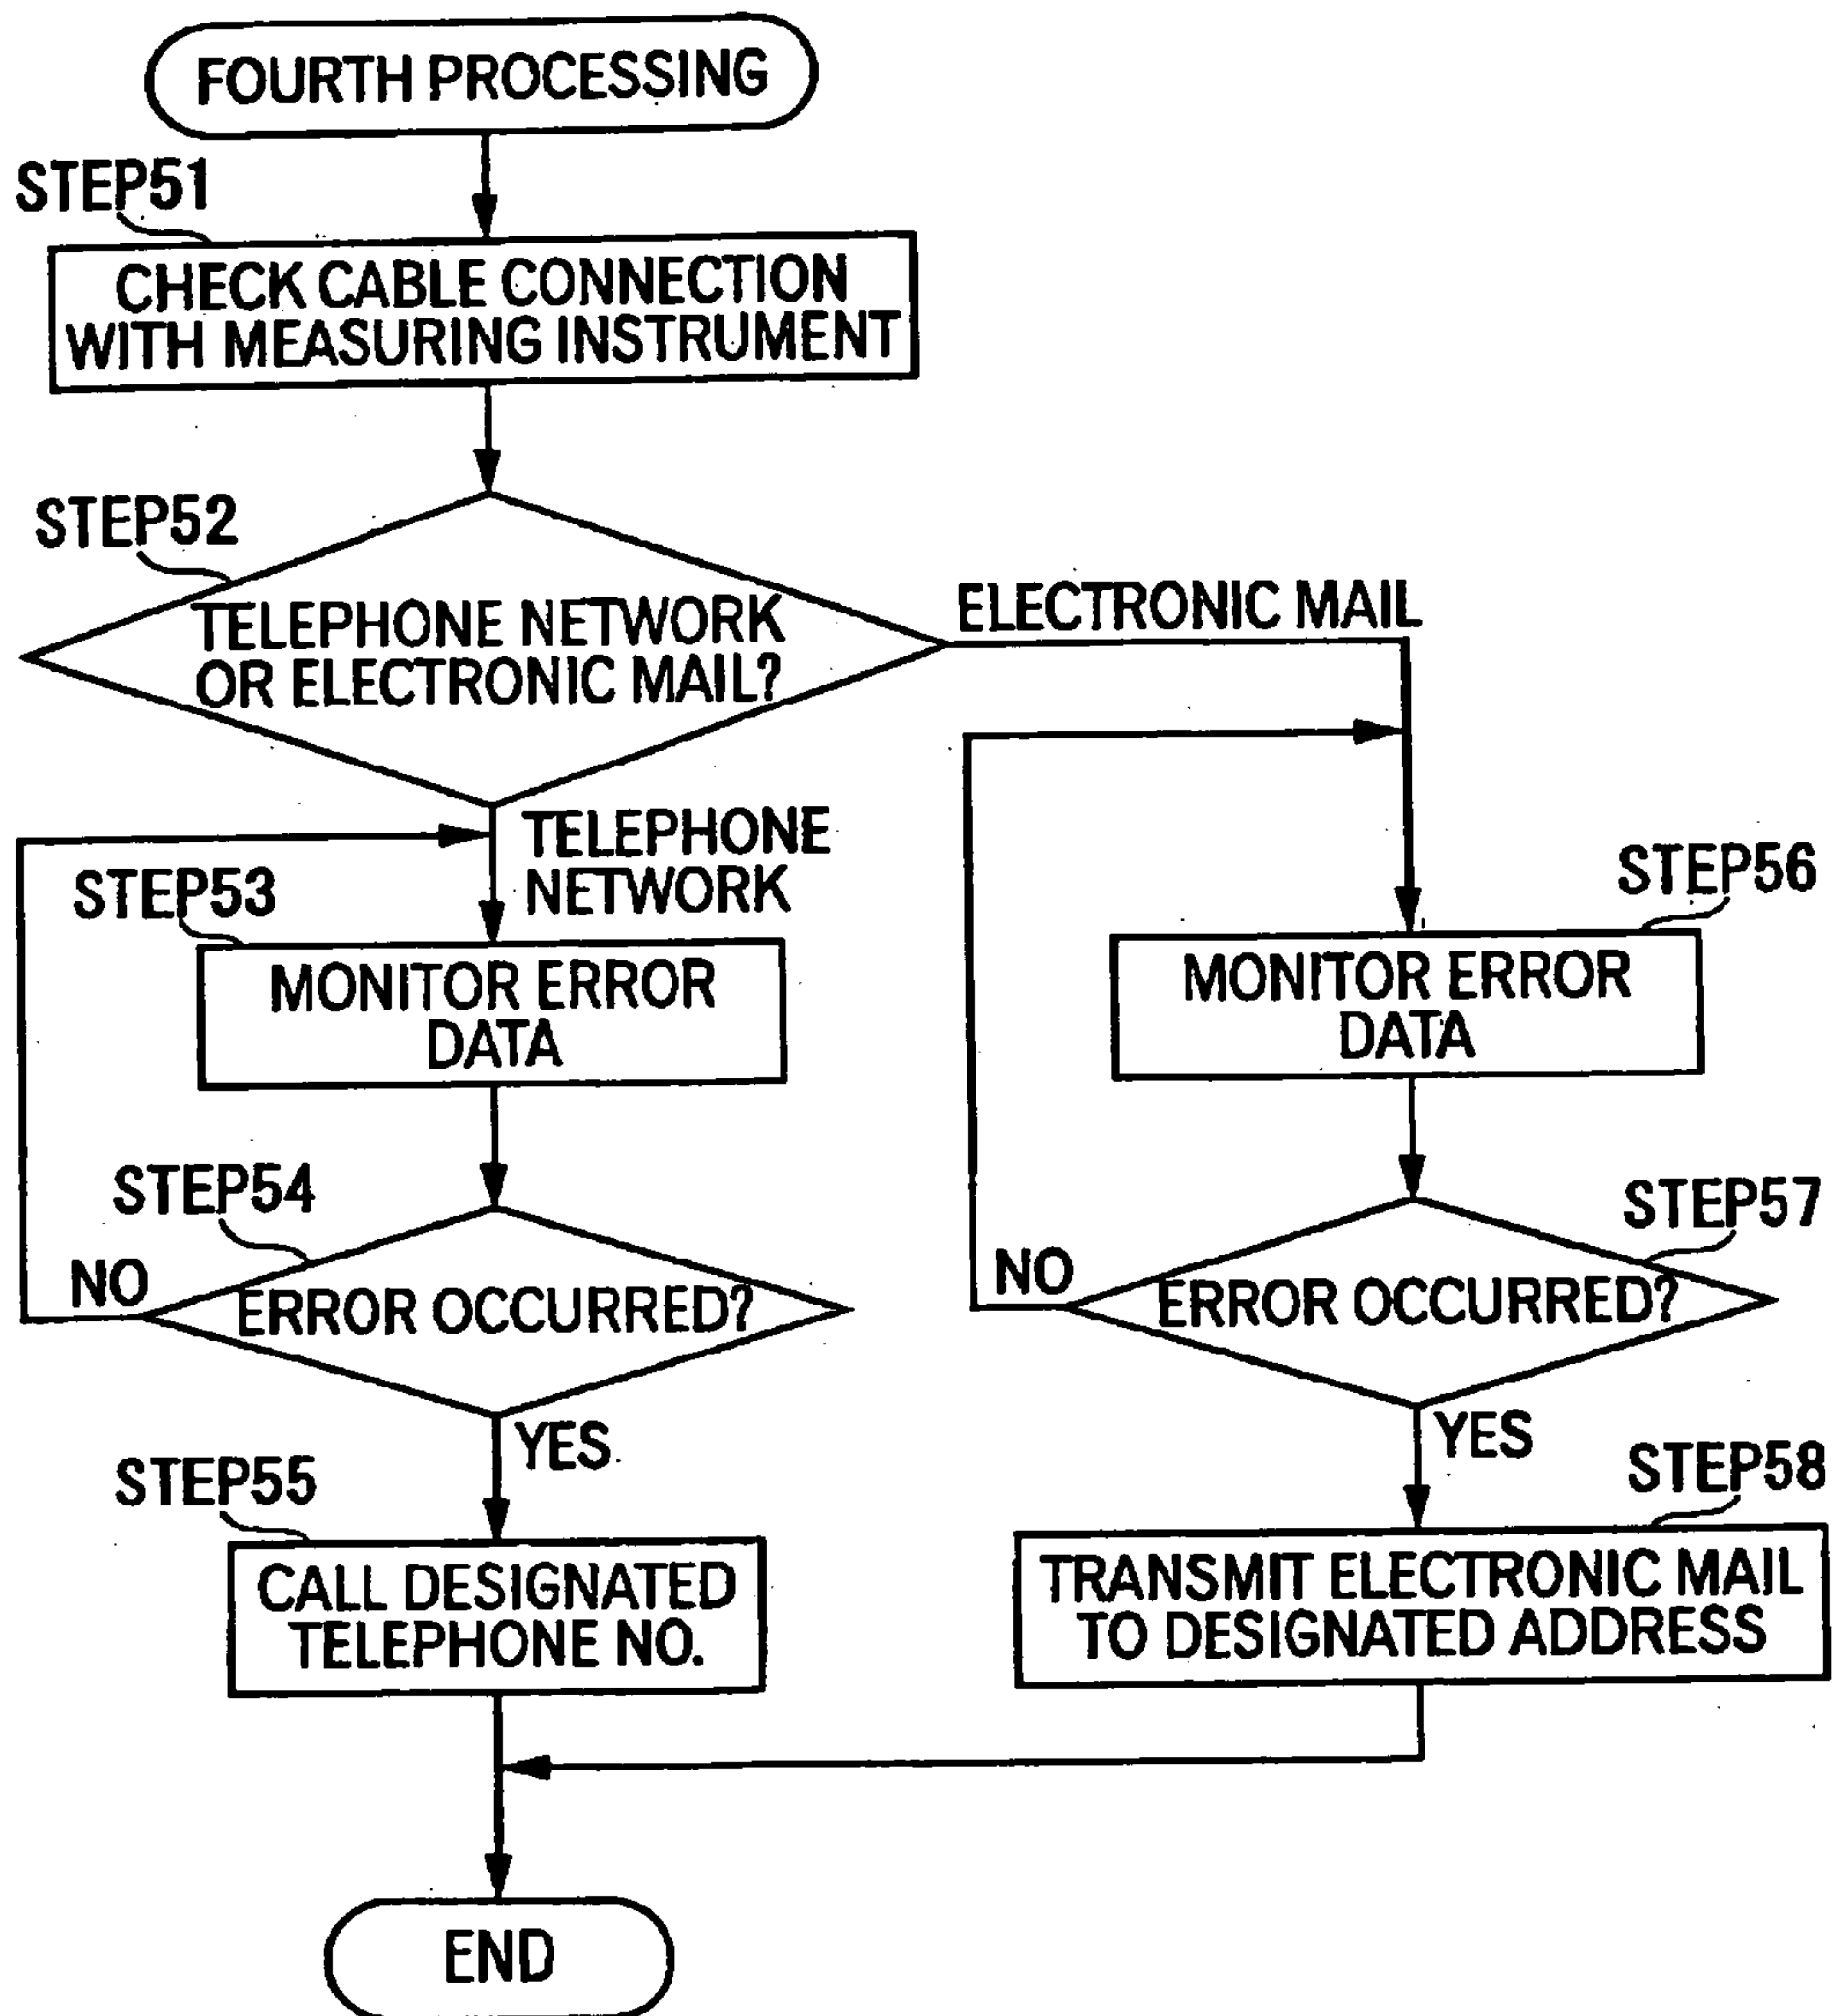 FOURTH PROCESSING
STEP51
CHECK CABLE CONNECTION
WITH MEASURING INSTRUMENT
STEP52
TELEPHONE NETWORK
OR ELECTRONIC MAIL?
ELECTRONIC MAIL
TELEPHONE
NETWORK
STEP53
MONITOR ERROR
DATA
STEP54
ERROR OCCURRED?
NO
YES
STEP55
CALL DESIGNATED
TELEPHONE NO.
STEP56
MONITOR ERROR
DATA
STEP57
ERROR OCCURRED?
NO
YES
STEP58
TRANSMIT ELECTRONIC MAIL
TO DESIGNATED ADDRESS
END